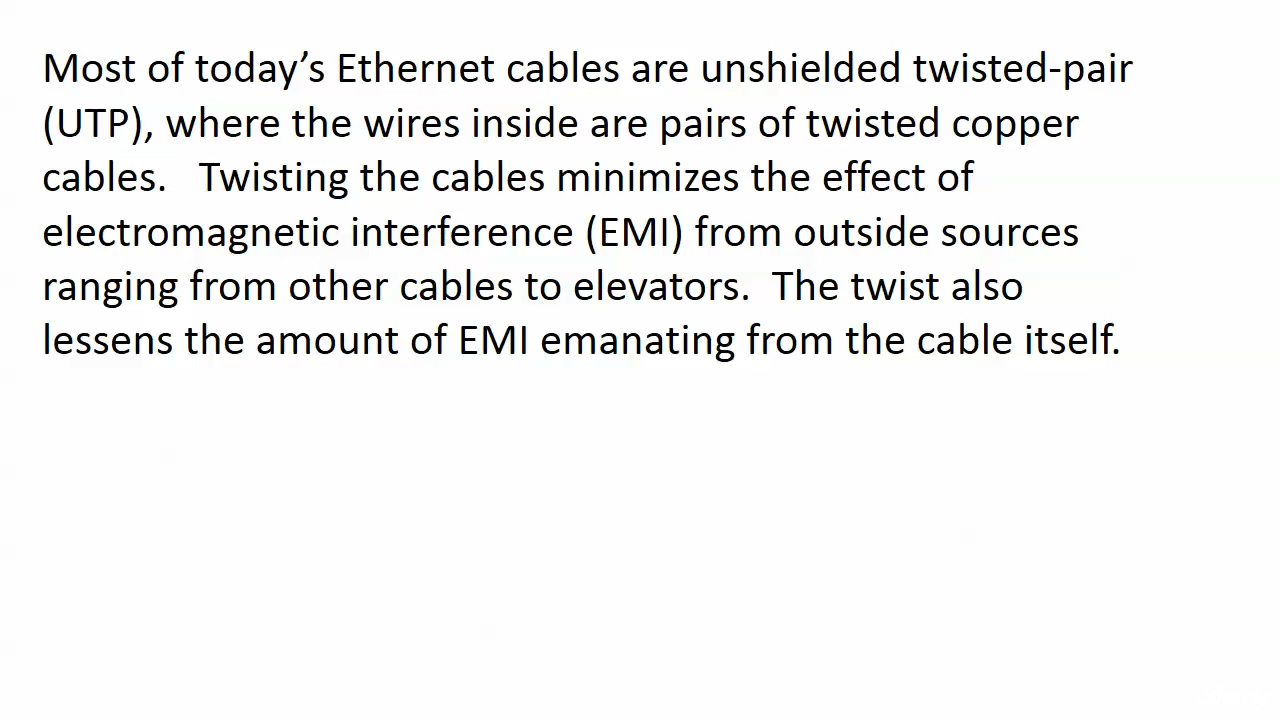 Most of today’s Ethernet cables are unshielded twisted-pair
(UTP), where the wires inside are pairs of twisted copper
cables.   Twisting the cables minimizes the effect of
electromagnetic interference (EMI) from outside sources
ranging from other cables to elevators.  The twist also
lessens the amount of EMI emanating from the cable itself.